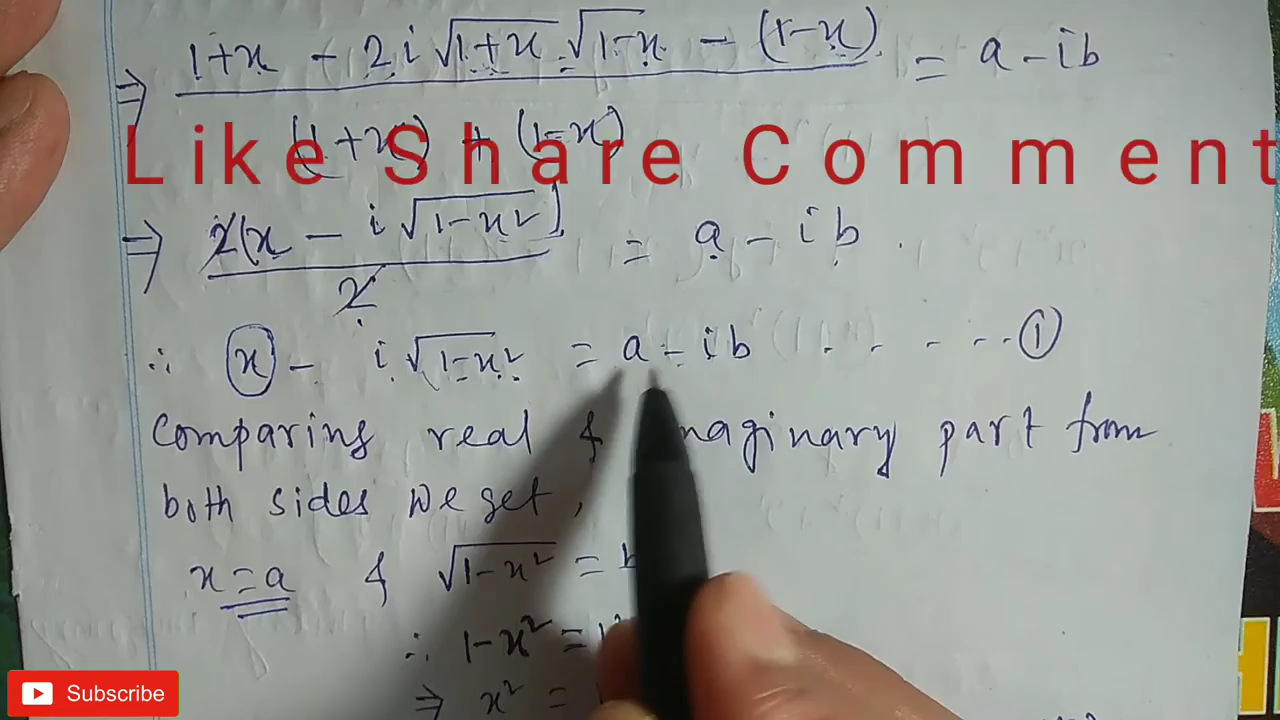 ⇒ (1+x - 2i√(1+x) √(1-x) - (1-x)) / ((1+x) + (1-x)) = a - ib
Like Share Comment
⇒ 2(x - i√(1-x²)) / 2 = a - ib.
∴ x - i√(1-x²) = a - ib ..... ①
Comparing real & imaginary part from
both sides we get,
x = a & √(1-x²) = b
∴ 1-x² =
⇒ x² =
Subscribe